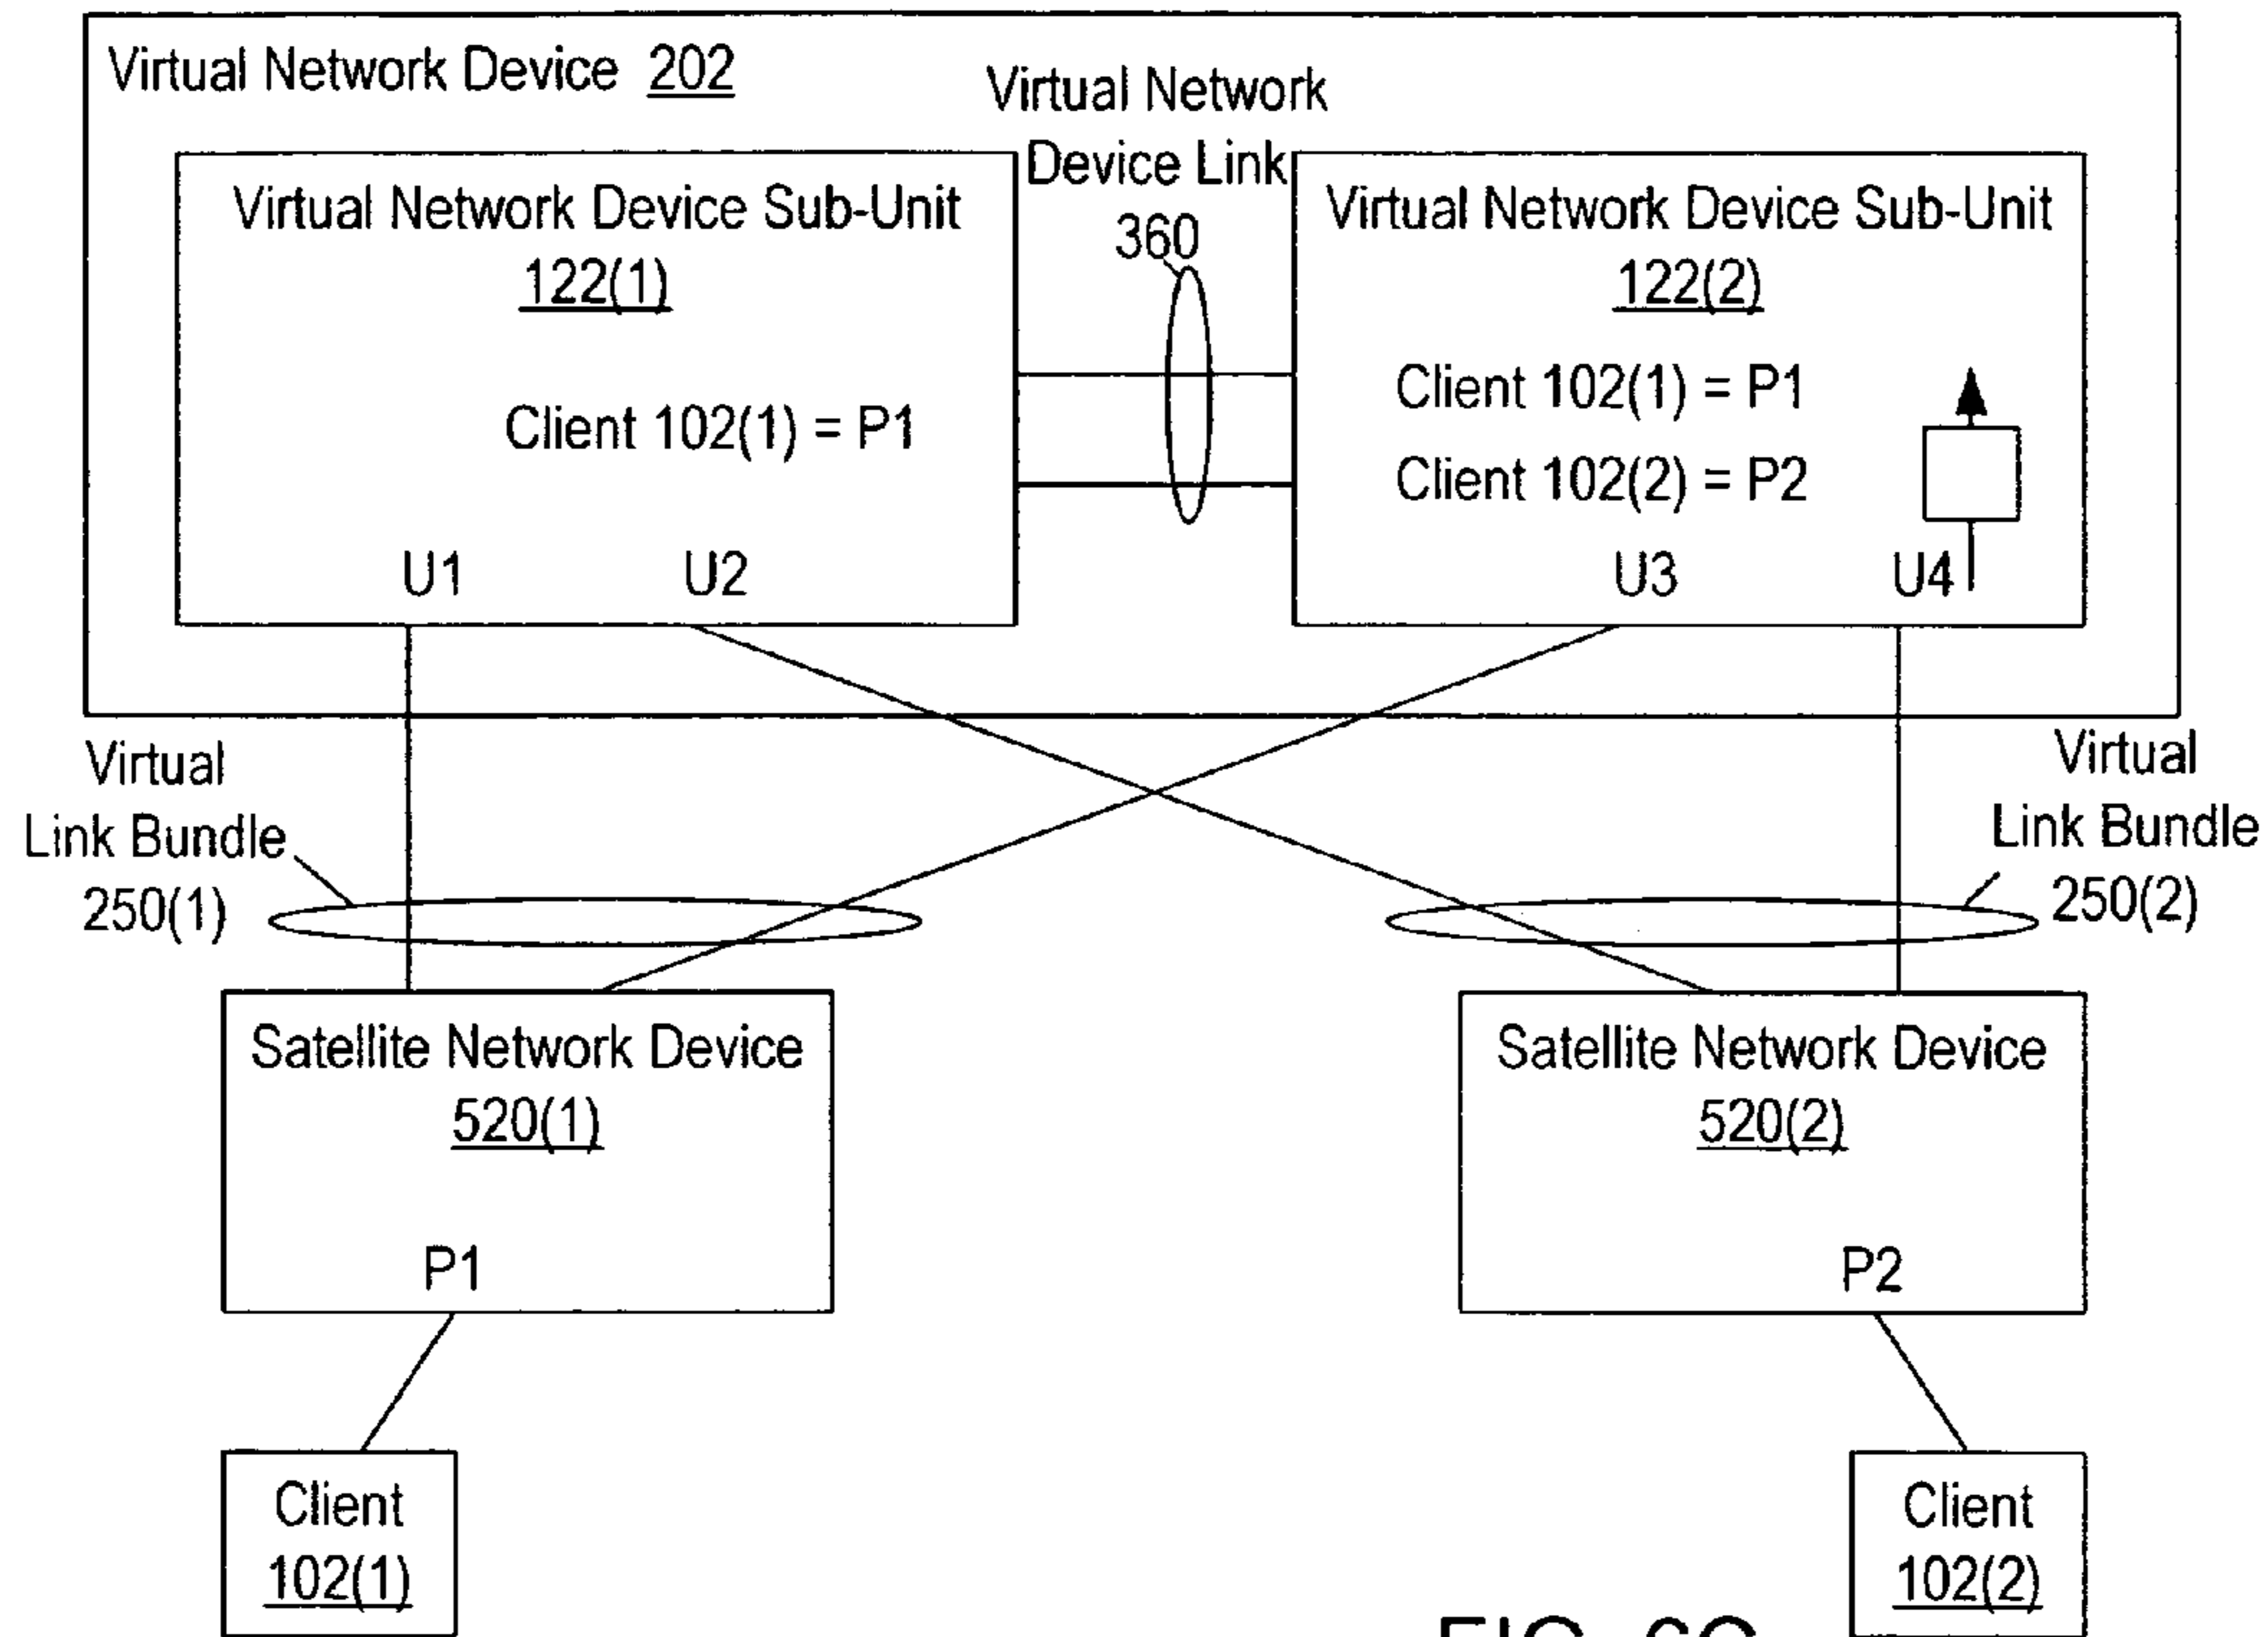 Virtual Network Device 202
Virtual Network
Device Link
360
Virtual Network Device Sub-Unit
122(1)
Client 102(1) = P1
U1 U2
Virtual Network Device Sub-Unit
122(2)
Client 102(1) = P1
Client 102(2) = P2
U3 U4
Virtual
Link Bundle
250(1)
Virtual
Link Bundle
250(2)
Satellite Network Device
520(1)
P1
Satellite Network Device
520(2)
P2
Client
102(1)
Client
102(2)